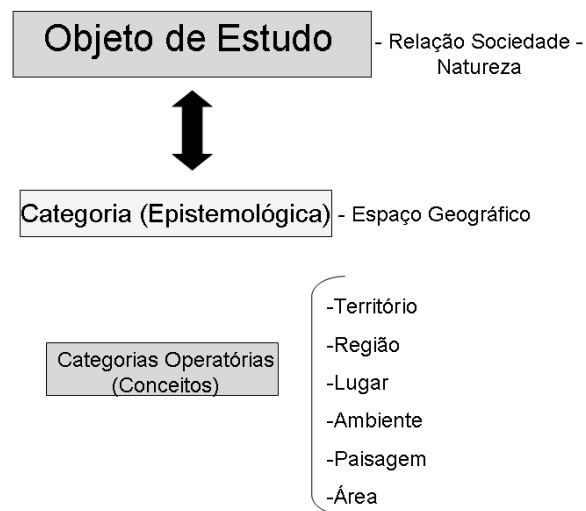 Objeto de Estudo
- Relação Sociedade -
Natureza
Categoria (Epistemológica)
- Espaço Geográfico
Categorias Operatórias
(Conceitos)
-Território
-Região
-Lugar
-Ambiente
-Paisagem
-Área